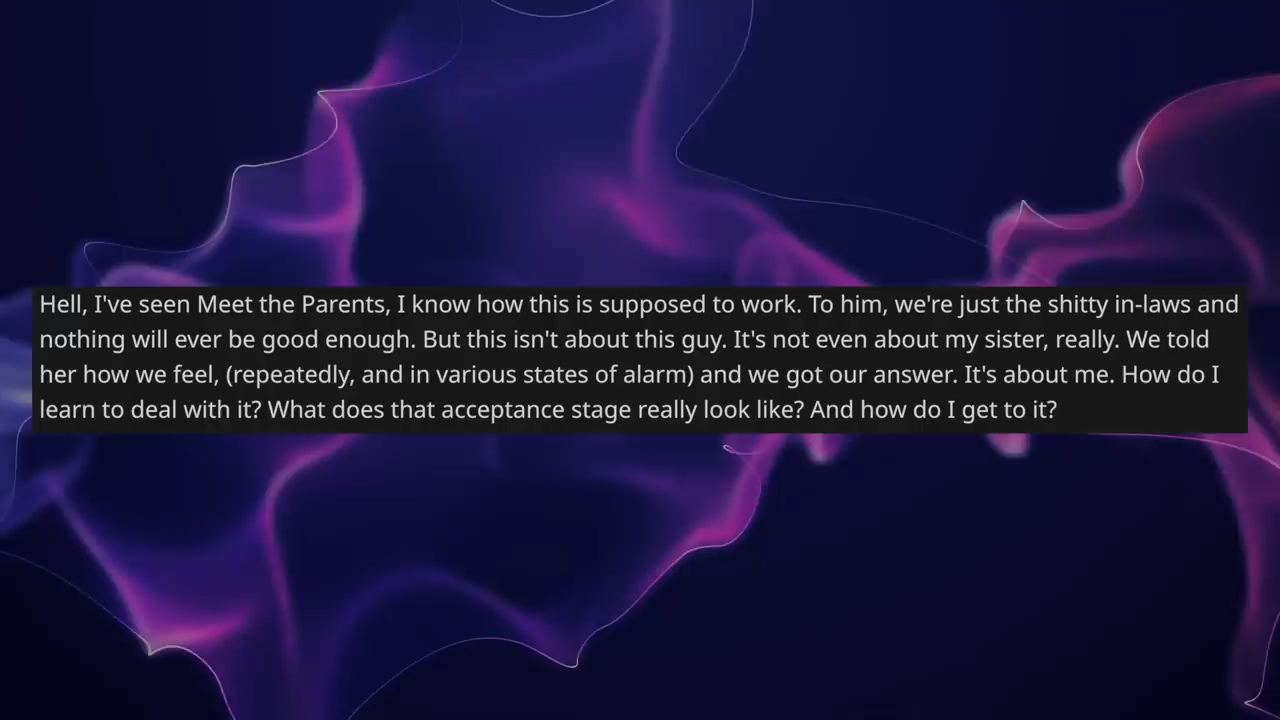 Hell, I've seen Meet the Parents, I know how this is supposed to work. To him, we're just the shitty in-laws and
nothing will ever be good enough. But this isn't about this guy. It's not even about my sister, really. We told
her how we feel, (repeatedly, and in various states of alarm) and we got our answer. It's about me. How do I
learn to deal with it? What does that acceptance stage really look like? And how do I get to it?